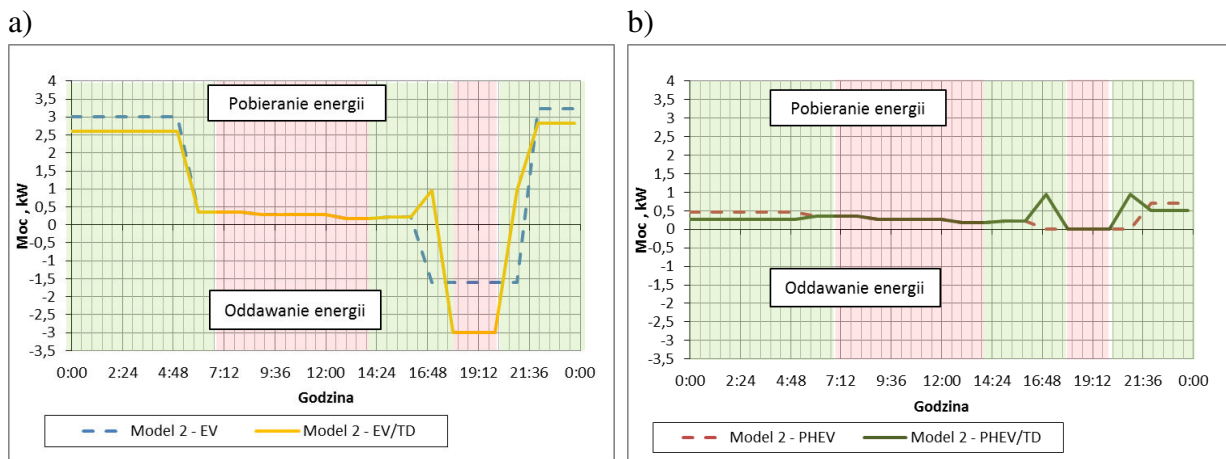 a)
4
3,5
3
2,5
2
1,5
1
0,5
0
-0,5
-1
-1,5
-2
-2,5
-3
-3,5
Moc , kW
Pobieranie energii
Oddawanie energii
0:00 2:24 4:48 7:12 9:36 12:00 14:24 16:48 19:12 21:36 0:00
Godzina
Model 2 - EV Model 2 - EV/TD
b)
4
3,5
3
2,5
2
1,5
1
0,5
0
-0,5
-1
-1,5
-2
-2,5
-3
-3,5
Moc , kW
Pobieranie energii
Oddawanie energii
0:00 2:24 4:48 7:12 9:36 12:00 14:24 16:48 19:12 21:36 0:00
Godzina
Model 2 - PHEV Model 2 - PHEV/TD